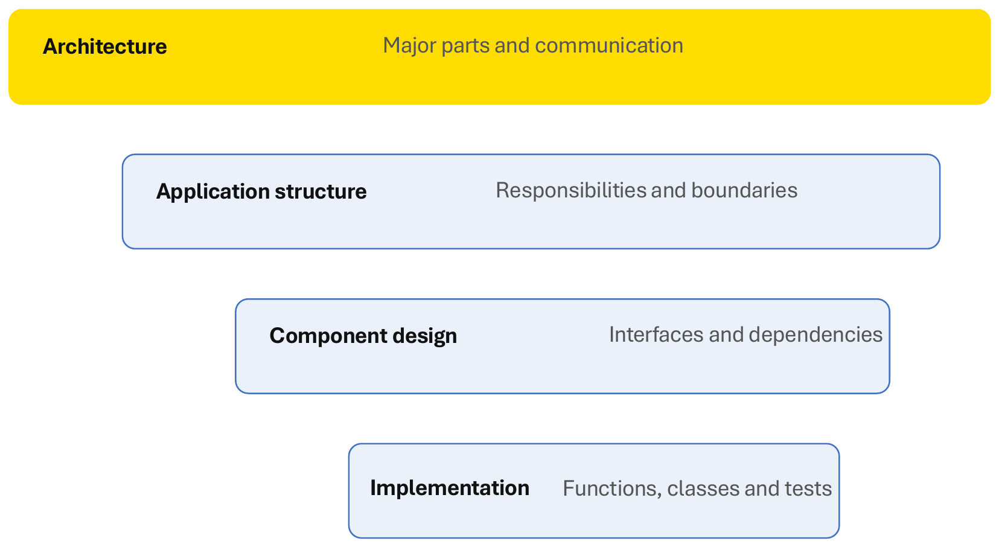 Architecture Major parts and communication
Application structure Responsibilities and boundaries
Component design Interfaces and dependencies
Implementation Functions, classes and tests